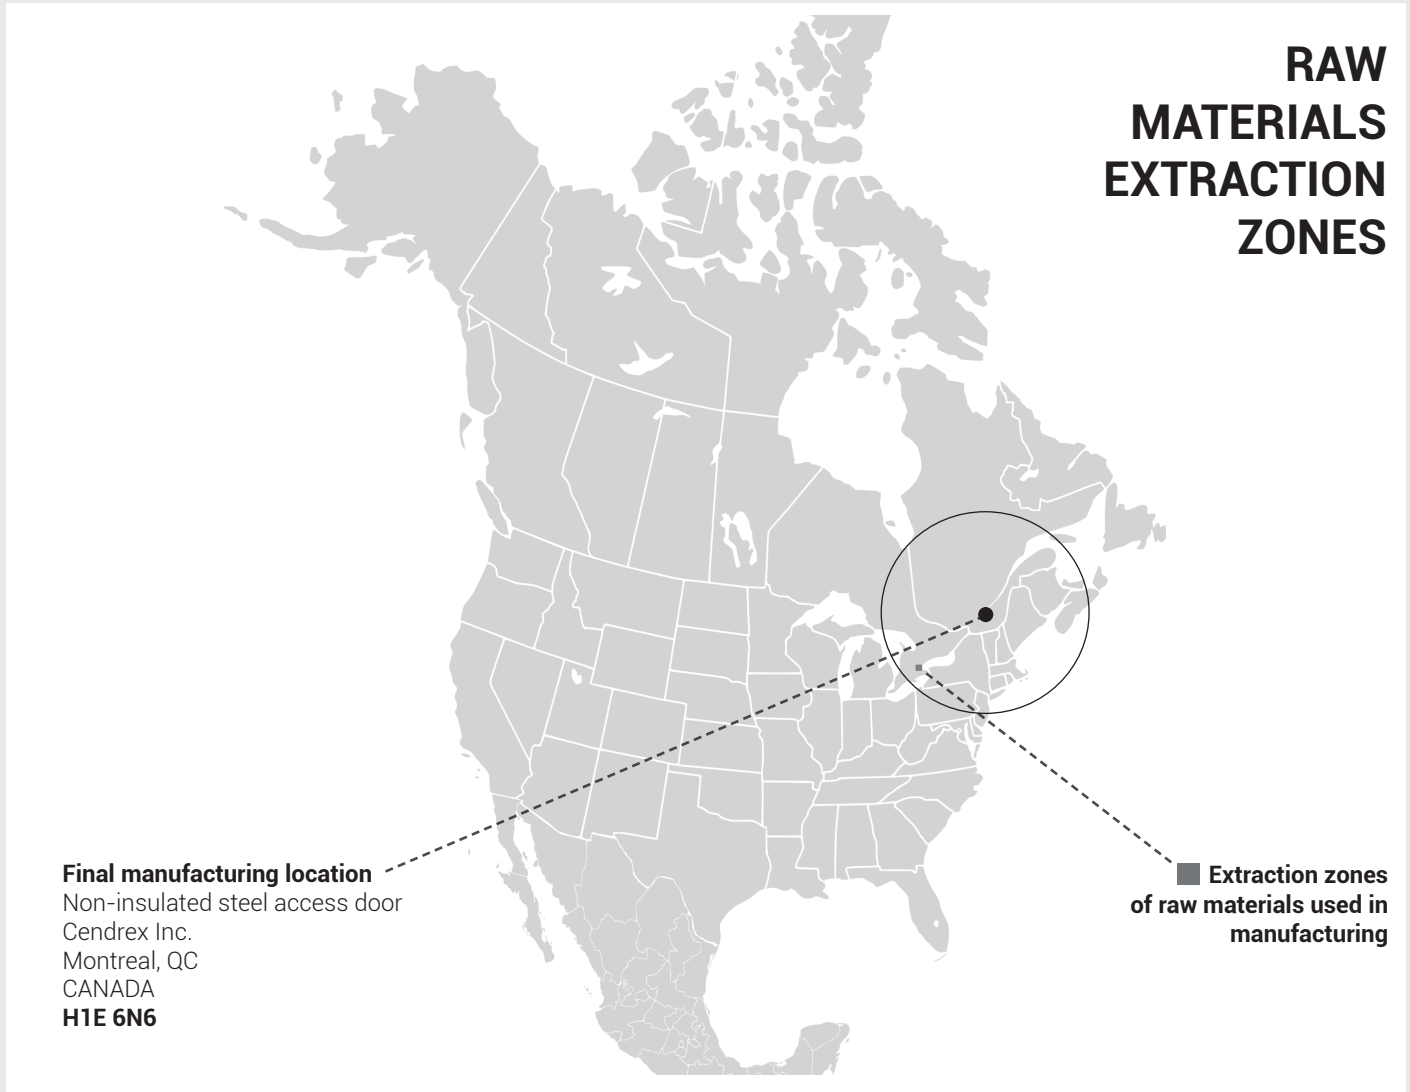 RAW
MATERIALS
EXTRACTION
ZONES
Final manufacturing location
Non-insulated steel access door
Cendrex Inc.
Montreal, QC
CANADA
H1E 6N6
Extraction zones
of raw materials used in
manufacturing